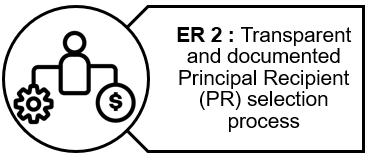 ER 2 : Transparent
and documented
Principal Recipient
(PR) selection
process
$